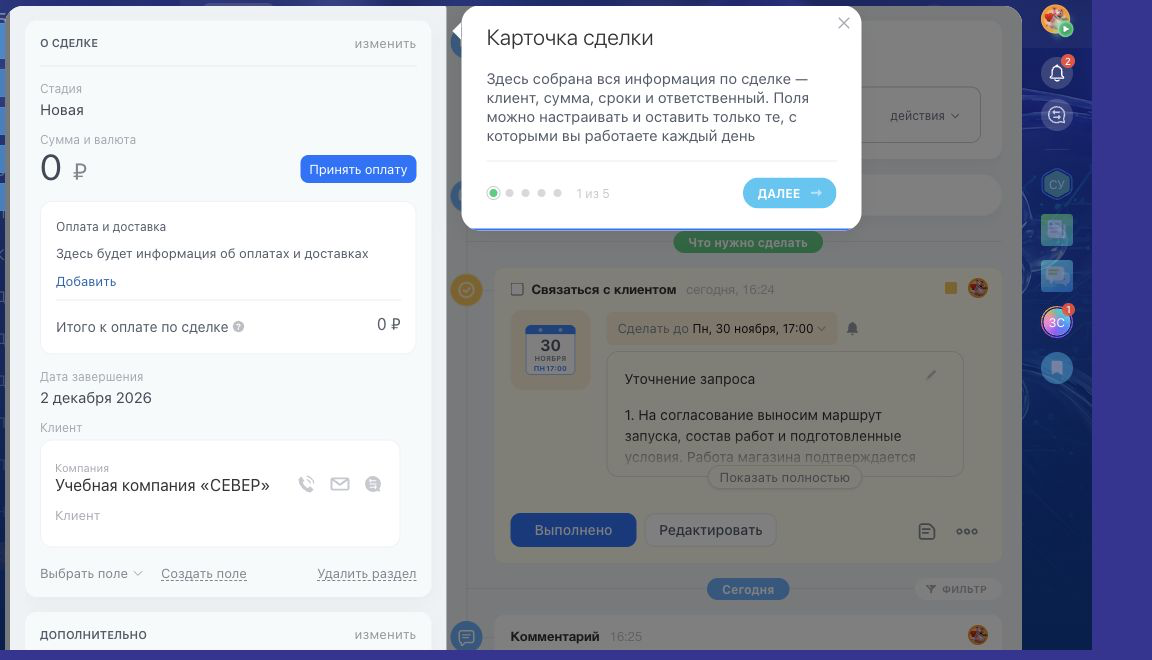 О СДЕЛКЕ
изменить
Стадия
Новая
Сумма и валюта
0 ₽
Принять оплату
Оплата и доставка
Здесь будет информация об оплатах и доставках
Добавить
Итого к оплате по сделке ?
0 ₽
Дата завершения
2 декабря 2026
Клиент
Компания
Учебная компания «СЕВЕР»
Клиент
Выбрать поле
Создать поле
Удалить раздел
ДОПОЛНИТЕЛЬНО
изменить
Карточка сделки
Здесь собрана вся информация по сделке —
клиент, сумма, сроки и ответственный. Поля
можно настраивать и оставить только те, с
которыми вы работаете каждый день
1 из 5
ДАЛЕЕ →
действия
Что нужно сделать
Связаться с клиентом сегодня, 16:24
30
НОЯБРЯ
ПН 17:00
Сделать до Пн, 30 ноября, 17:00
Уточнение запроса
1. На согласование выносим маршрут
запуска, состав работ и подготовленные
условия. Работа магазина подтверждается
Показать полностью
Выполнено
Редактировать
Сегодня
ФИЛЬТР
Комментарий 16:25
2
СУ
1
ЗС